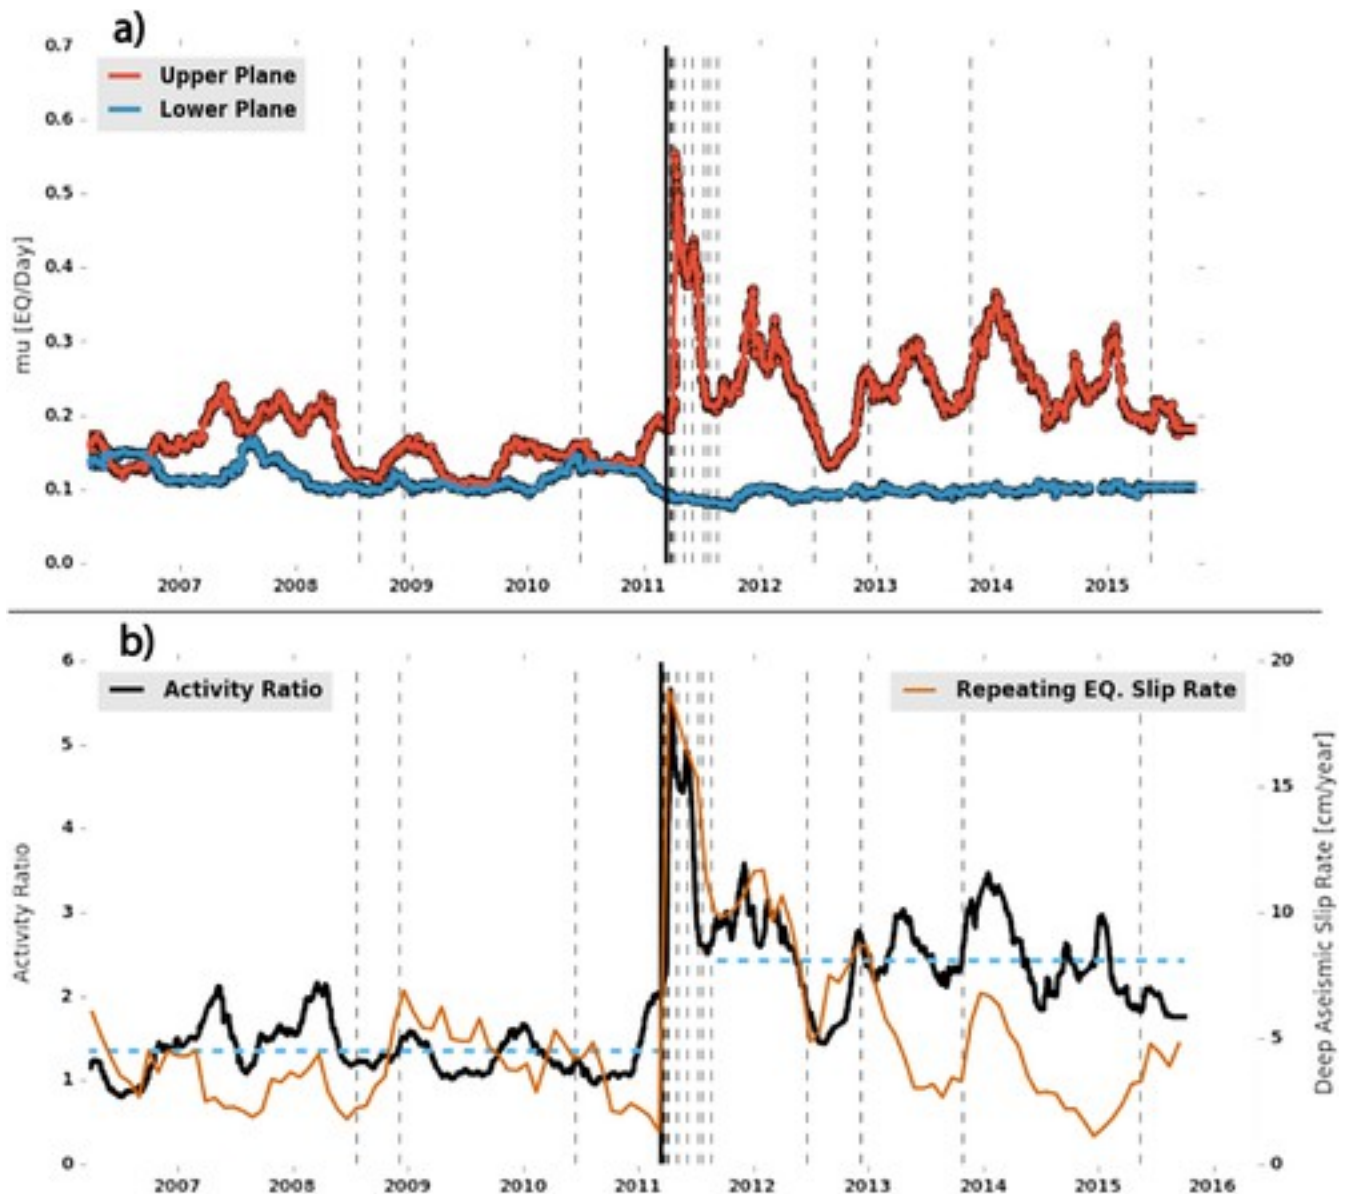 a)
0.7
Upper Plane
Lower Plane
0.6
0.5
0.4
0.3
0.2
0.1
0.0
mu [EQ/Day]
2007 2008 2009 2010 2011 2012 2013 2014 2015
b)
6 20
Activity Ratio Repeating EQ. Slip Rate
5
15
4
3 10
2
5
1
0 0
Activity Ratio
Deep Aseismic Slip Rate [cm/year]
2007 2008 2009 2010 2011 2012 2013 2014 2015 2016